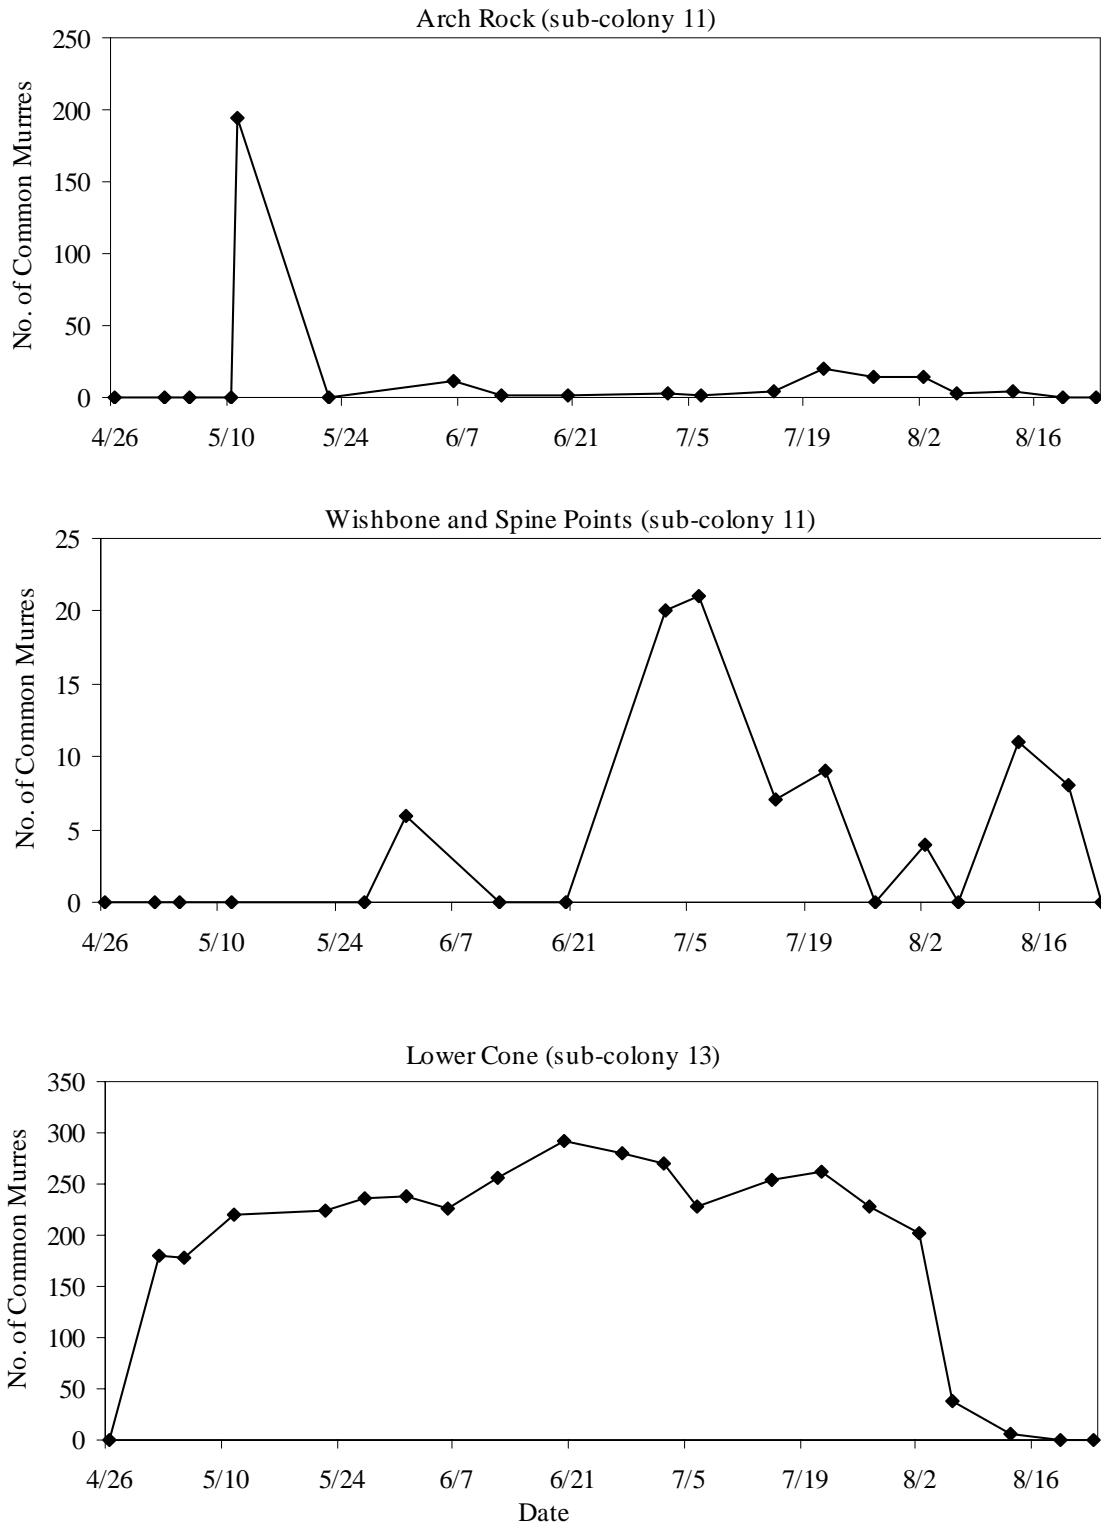 Arch Rock (sub-colony 11)
No. of Common Murrres
250
200
150
100
50
0
4/26 5/10 5/24 6/7 6/21 7/5 7/19 8/2 8/16
Wishbone and Spine Points (sub-colony 11)
No. of Common Murres
25
20
15
10
5
0
4/26 5/10 5/24 6/7 6/21 7/5 7/19 8/2 8/16
Lower Cone (sub-colony 13)
No. of Common Murres
350
300
250
200
150
100
50
0
4/26 5/10 5/24 6/7 6/21 7/5 7/19 8/2 8/16
Date